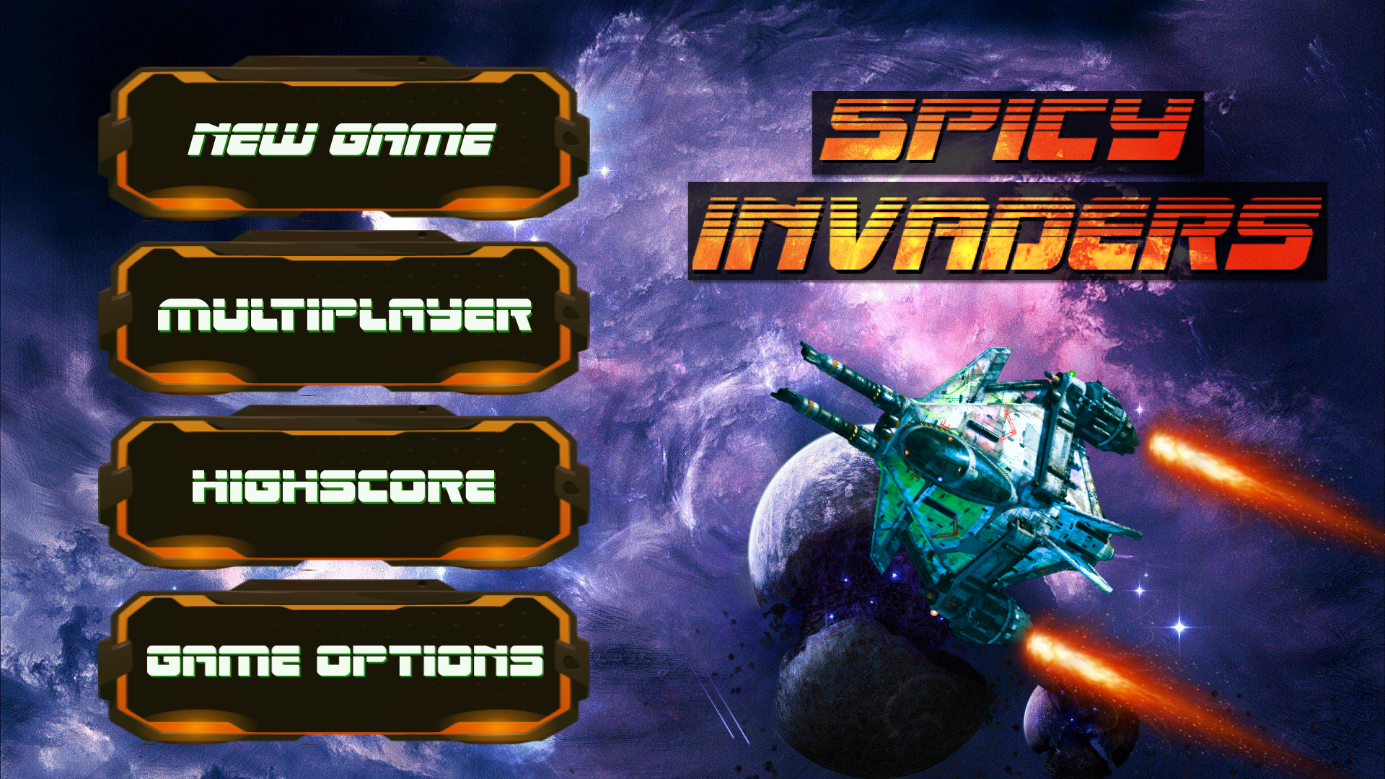 NEW GAME
MULTIPLAYER
HIGHSCORE
GAME OPTIONS
SPICY
INVADERS